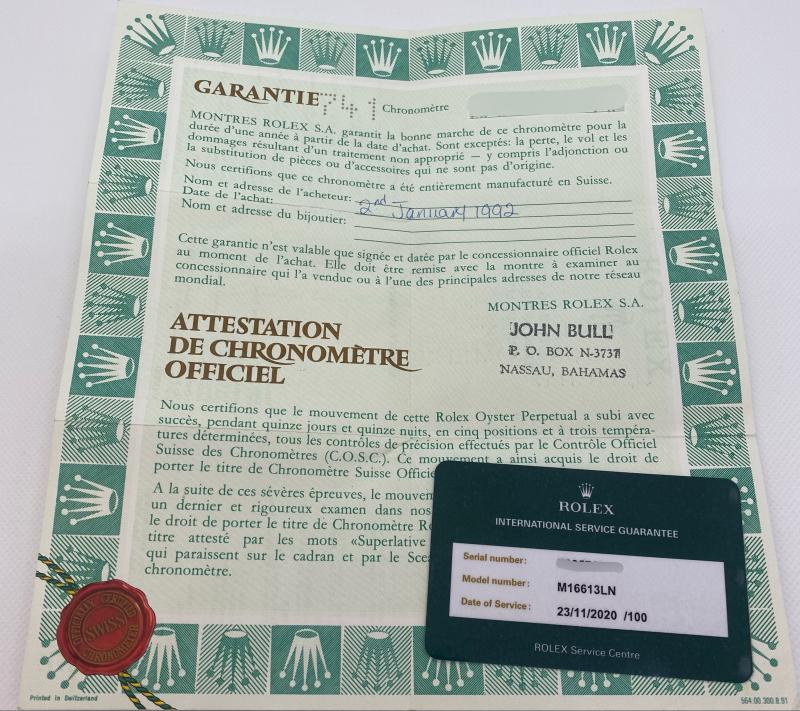 GARANTIE 741 Chronomètre
MONTRES ROLEX S.A. garantit la bonne marche de ce chronomètre pour la
durée d'une année à partir de la date d'achat. Sont exceptés: la perte, le vol et les
dommages résultant d'un traitement non approprié — y compris l'adjonction ou
la substitution de pièces ou d'accessoires qui ne sont pas d'origine.
Nous certifions que ce chronomètre a été entièrement manufacturé en Suisse.
Nom et adresse de l'acheteur:
Date de l'achat: 2nd January 1992
Nom et adresse du bijoutier:
Cette garantie n'est valable que signée et datée par le concessionnaire officiel Rolex
au moment de l'achat. Elle doit être remise avec la montre à examiner au
concessionnaire qui l'a vendue ou à l'une des principales adresses de notre réseau
mondial.
MONTRES ROLEX S.A.
JOHN BULL
P. O. BOX N-3737
NASSAU, BAHAMAS
ATTESTATION
DE CHRONOMÈTRE
OFFICIEL
Nous certifions que le mouvement de cette Rolex Oyster Perpetual a subi avec
succès, pendant quinze jours et quinze nuits, en cinq positions et à trois tempéra-
tures déterminées, tous les contrôles de précision effectués par le Contrôle Officiel
Suisse des Chronomètres (C.O.S.C.). Ce mouvement a ainsi acquis le droit de
porter le titre de Chronomètre Suisse Officie
A la suite de ces sévères épreuves, le mouvem
un dernier et rigoureux examen dans nos
le droit de porter le titre de Chronomètre Ro
titre attesté par les mots «Superlative
qui paraissent sur le cadran et par le Scea
chronomètre.
OFFICIALLY CERTIFIED
SWISS
CHRONOMETER
Printed in Switzerland
564.00.300.9.91
ROLEX
INTERNATIONAL SERVICE GUARANTEE
Serial number:
Model number: M16613LN
Date of Service: 23/11/2020 /100
ROLEX Service Centre